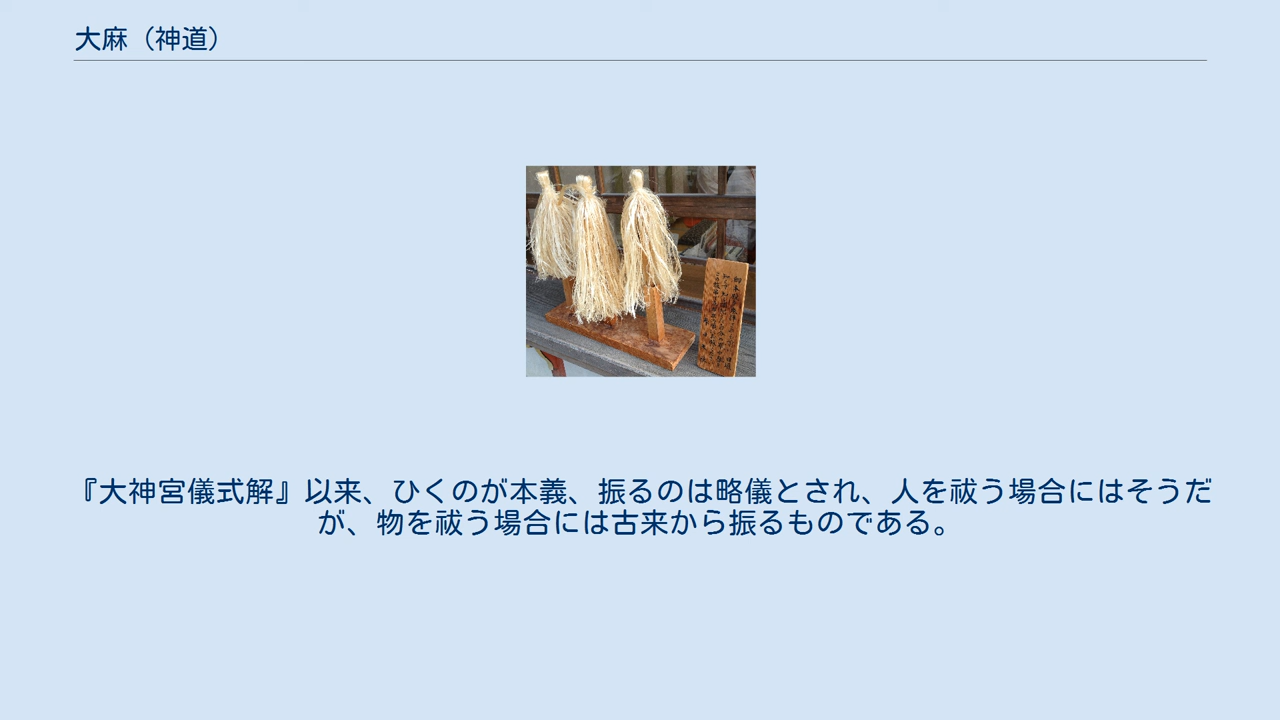 大麻（神道）
『大神宮儀式解』以来、ひくのが本義、振るのは略儀とされ、人を祓う場合にはそうだ
が、物を祓う場合には古来から振るものである。